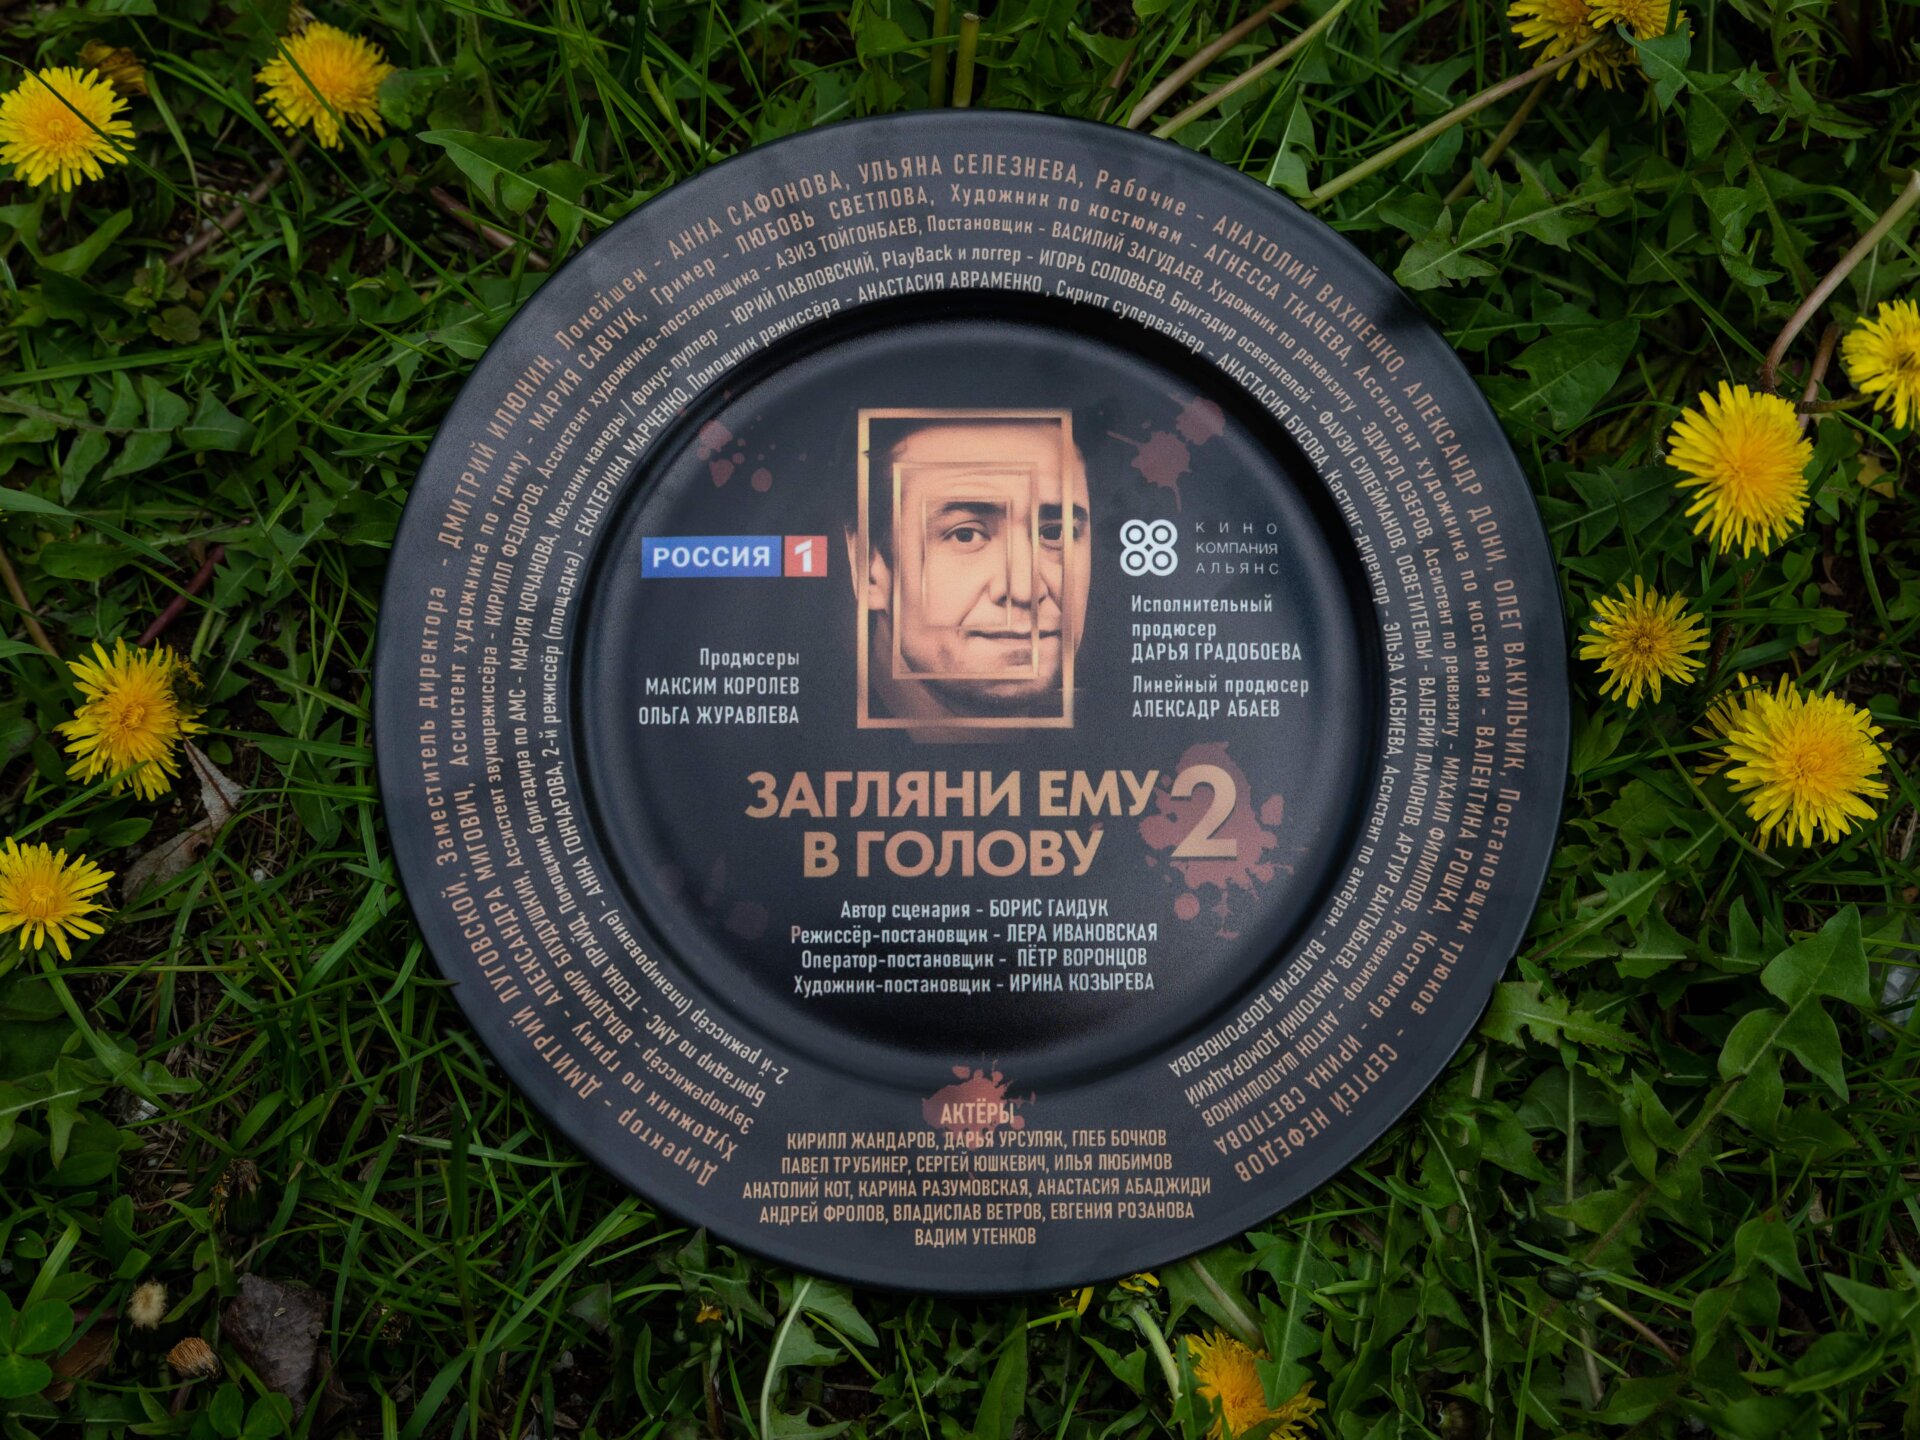 Директор - ДМИТРИЙ ЛУГОВСКОЙ, Заместитель директора - ДМИТРИЙ ИЛЮНИН, Локейшен - АННА САФОНОВА, УЛЬЯНА СЕЛЕЗНЕВА, Рабочие - АНАТОЛИЙ ВАХНЕНКО, АЛЕКСАНДР ДОНИ, ОЛЕГ ВАКУЛЬЧИК, Постановщик трюков - СЕРГЕЙ НЕФЕДОВ
Художник по гриму - АЛЕКСАНДРА МИГОВИЧ, Ассистент художника по гриму - МАРИЯ САВЧУК, Гример - ЛЮБОВЬ СВЕТЛОВА, Художник по костюмам - АГНЕССА ТКАЧЕВА, Ассистент художника по костюмам - ВАЛЕНТИНА РОШКА, Костюмер - ИРИНА СВЕТЛОВА
Звукорежиссёр - ВЛАДИМИР БЛУДУШКИН, Ассистент звукорежиссёра - КИРИЛЛ ФЕДОРОВ, Ассистент художника-постановщика - АЗИЗ ТОЙГОНБАЕВ, Постановщик - ВАСИЛИЙ ЗАГУДАЕВ, Художник по реквизиту - ЭДУАРД ОЗЕРОВ, Ассистент по реквизиту - МИХАИЛ ФИЛИППОВ, Реквизитор - АНТОН ШАПОШНИКОВ
Бригадир по АМС - ТЕОНА ПРАЙД, Помошник бригадира по АМС - МАРИЯ КОЧАНОВА, Механик камеры / фокус пуллер - ЮРИЙ ПАВЛОВСКИЙ, PlayBack и логгер - ИГОРЬ СОЛОВЬЕВ, Бригадир осветителей - ФАУЗИ СУЛЕЙМАНОВ, ОСВЕТИТЕЛЬИ - ВАЛЕРИЙ ЛАМОНОВ, АРТУР БАКТЫБАЕВ, АНАТОЛИЙ ДОМОРАЦКИЙ
2-й режиссёр (планирование) - АННА ГОНЧАРОВА, 2-й режиссёр (площадка) - ЕКАТЕРИНА МАРЧЕНКО, Помощник режиссёра - АНАСТАСИЯ АВРАМЕНКО , Скрипт супервайзер - АНАСТАСИЯ БУСОВА, Кастинг-директор - ЭЛЬЗА ХАСБИЕВА, Ассистент по актерам - ВАЛЕРИЯ ДОБРОЛЮБОВА
РОССИЯ 1
КИНО
КОМПАНИЯ
АЛЬЯНС
Продюсеры
МАКСИМ КОРОЛЕВ
ОЛЬГА ЖУРАВЛЕВА
Исполнительный
продюсер
ДАРЬЯ ГРАДОБОЕВА
Линейный продюсер
АЛЕКСАДР АБАЕВ
ЗАГЛЯНИ ЕМУ 2
В ГОЛОВУ
Автор сценария - БОРИС ГАИДУК
Режиссёр-постановщик - ЛЕРА ИВАНОВСКАЯ
Оператор-постановщик - ПЁТР ВОРОНЦОВ
Художник-постановщик - ИРИНА КОЗЫРЕВА
АКТЁРЫ
КИРИЛЛ ЖАНДАРОВ, ДАРЬЯ УРСУЛЯК, ГЛЕБ БОЧКОВ
ПАВЕЛ ТРУБИНЕР, СЕРГЕЙ ЮШКЕВИЧ, ИЛЬЯ ЛЮБИМОВ
АНАТОЛИЙ КОТ, КАРИНА РАЗУМОВСКАЯ, АНАСТАСИЯ АБАДЖИДИ
АНДРЕЙ ФРОЛОВ, ВЛАДИСЛАВ ВЕТРОВ, ЕВГЕНИЯ РОЗАНОВА
ВАДИМ УТЕНКОВ